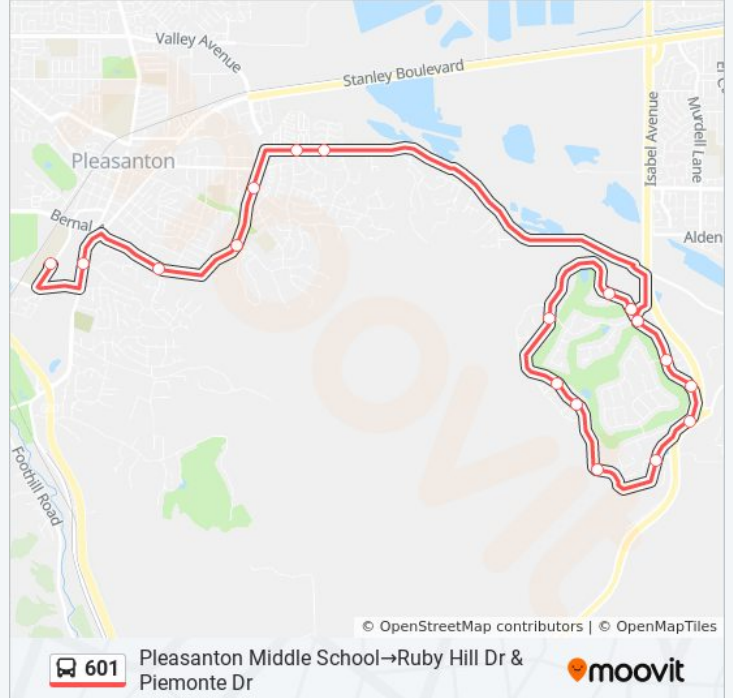 Valley Avenue
Stanley Boulevard
Isabel Avenue
Murdell Lane
Pleasanton
Bernal
Alden
Foothill Road
© OpenStreetMap contributors | © OpenMapTiles
601
Pleasanton Middle School→Ruby Hill Dr &
Piemonte Dr
moovit